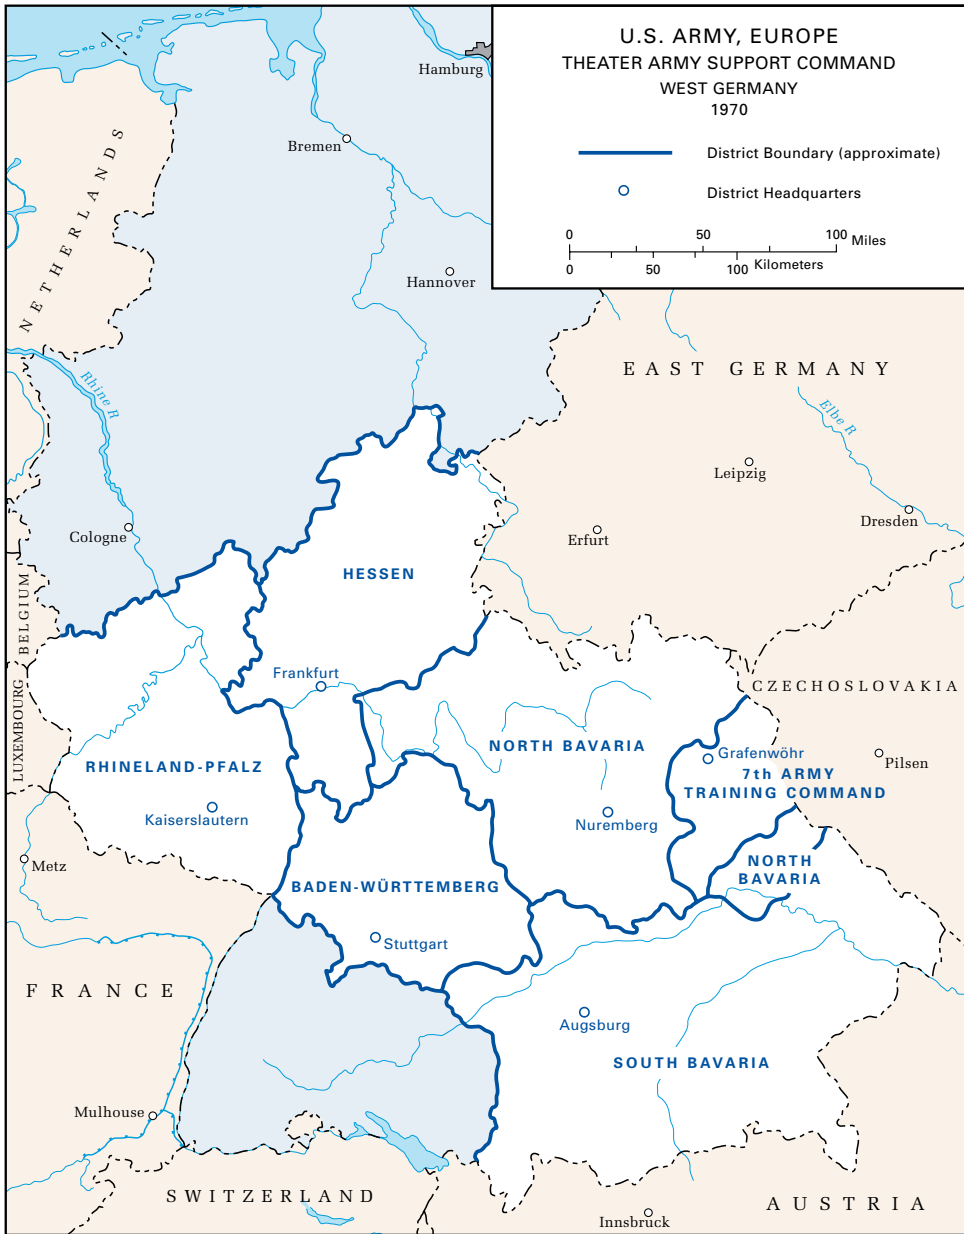 U.S. ARMY, EUROPE
THEATER ARMY SUPPORT COMMAND
WEST GERMANY
1970
District Boundary (approximate)
District Headquarters
0 50 100 Miles
0 50 100 Kilometers
Hamburg
Bremen
NETHERLANDS
Hannover
Rhine R
EAST GERMANY
Elbe R
Leipzig
Dresden
Cologne
Erfurt
HESSEN
BELGIUM
LUXEMBOURG
Frankfurt
CZECHOSLOVAKIA
RHINELAND-PFALZ
NORTH BAVARIA
Grafenwöhr
7th ARMY
TRAINING COMMAND
Pilsen
Kaiserslautern
Nuremberg
Metz
NORTH
BAVARIA
BADEN-WÜRTTEMBERG
Stuttgart
FRANCE
Augsburg
SOUTH BAVARIA
Mulhouse
SWITZERLAND
AUSTRIA
Innsbruck